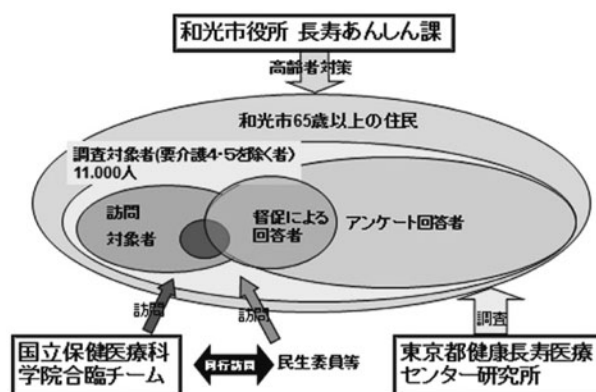 和光市役所 長寿あんしん課
高齢者対策
和光市65歳以上の住民
調査対象者(要介護4・5を除く者)
11.000人
訪問
対象者
督促による
回答者
アンケート回答者
訪問
訪問
調査
国立保健医療科
学院合臨チーム
同行訪問
民生委員等
東京都健康長寿医療
センター研究所